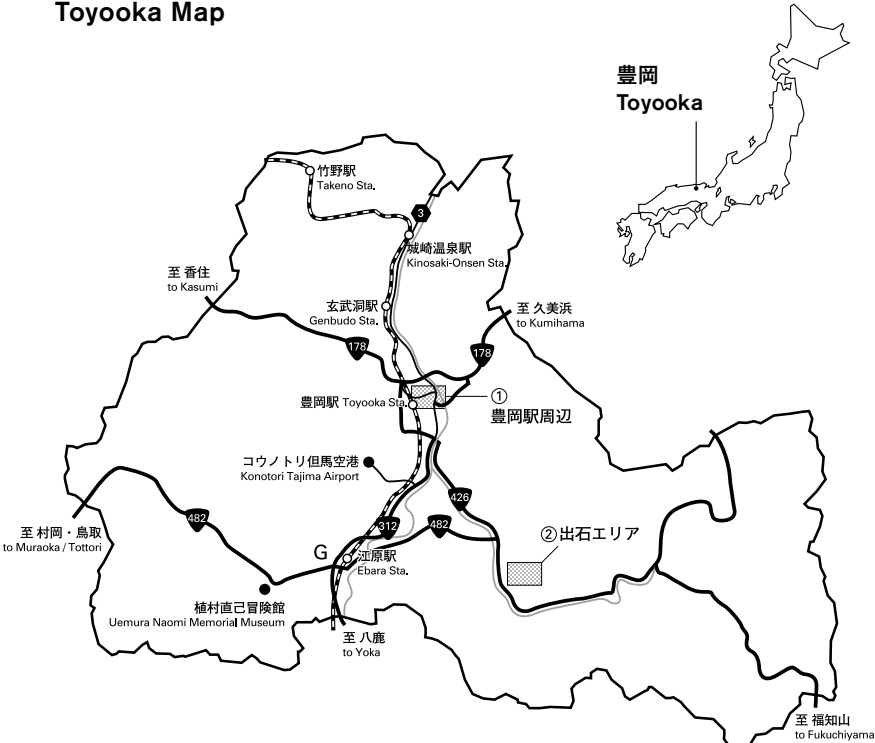 Toyooka Map
豊岡
Toyooka
竹野駅
Takeno Sta.
3
城崎温泉駅
Kinosaki-Onsen Sta.
至 香住
to Kasumi
玄武洞駅
Genbudo Sta.
至 久美浜
to Kumihama
178
178
豊岡駅 Toyooka Sta.
①
豊岡駅周辺
コウノトリ但馬空港
Konotori Tajima Airport
426
482
312
482
至 村岡・鳥取
to Muraoka / Tottori
②出石エリア
G
江原駅
Ebara Sta.
植村直己冒険館
Uemura Naomi Memorial Museum
至 八鹿
to Yoka
至 福知山
to Fukuchiyama